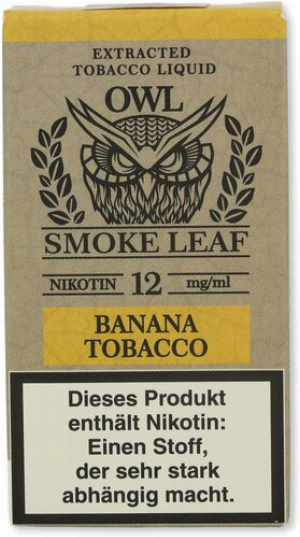 EXTRACTED
TOBACCO LIQUID
OWL
SMOKE LEAF
NIKOTIN 12 mg/ml
BANANA
TOBACCO
Dieses Produkt
enthält Nikotin:
Einen Stoff,
der sehr stark
abhängig macht.